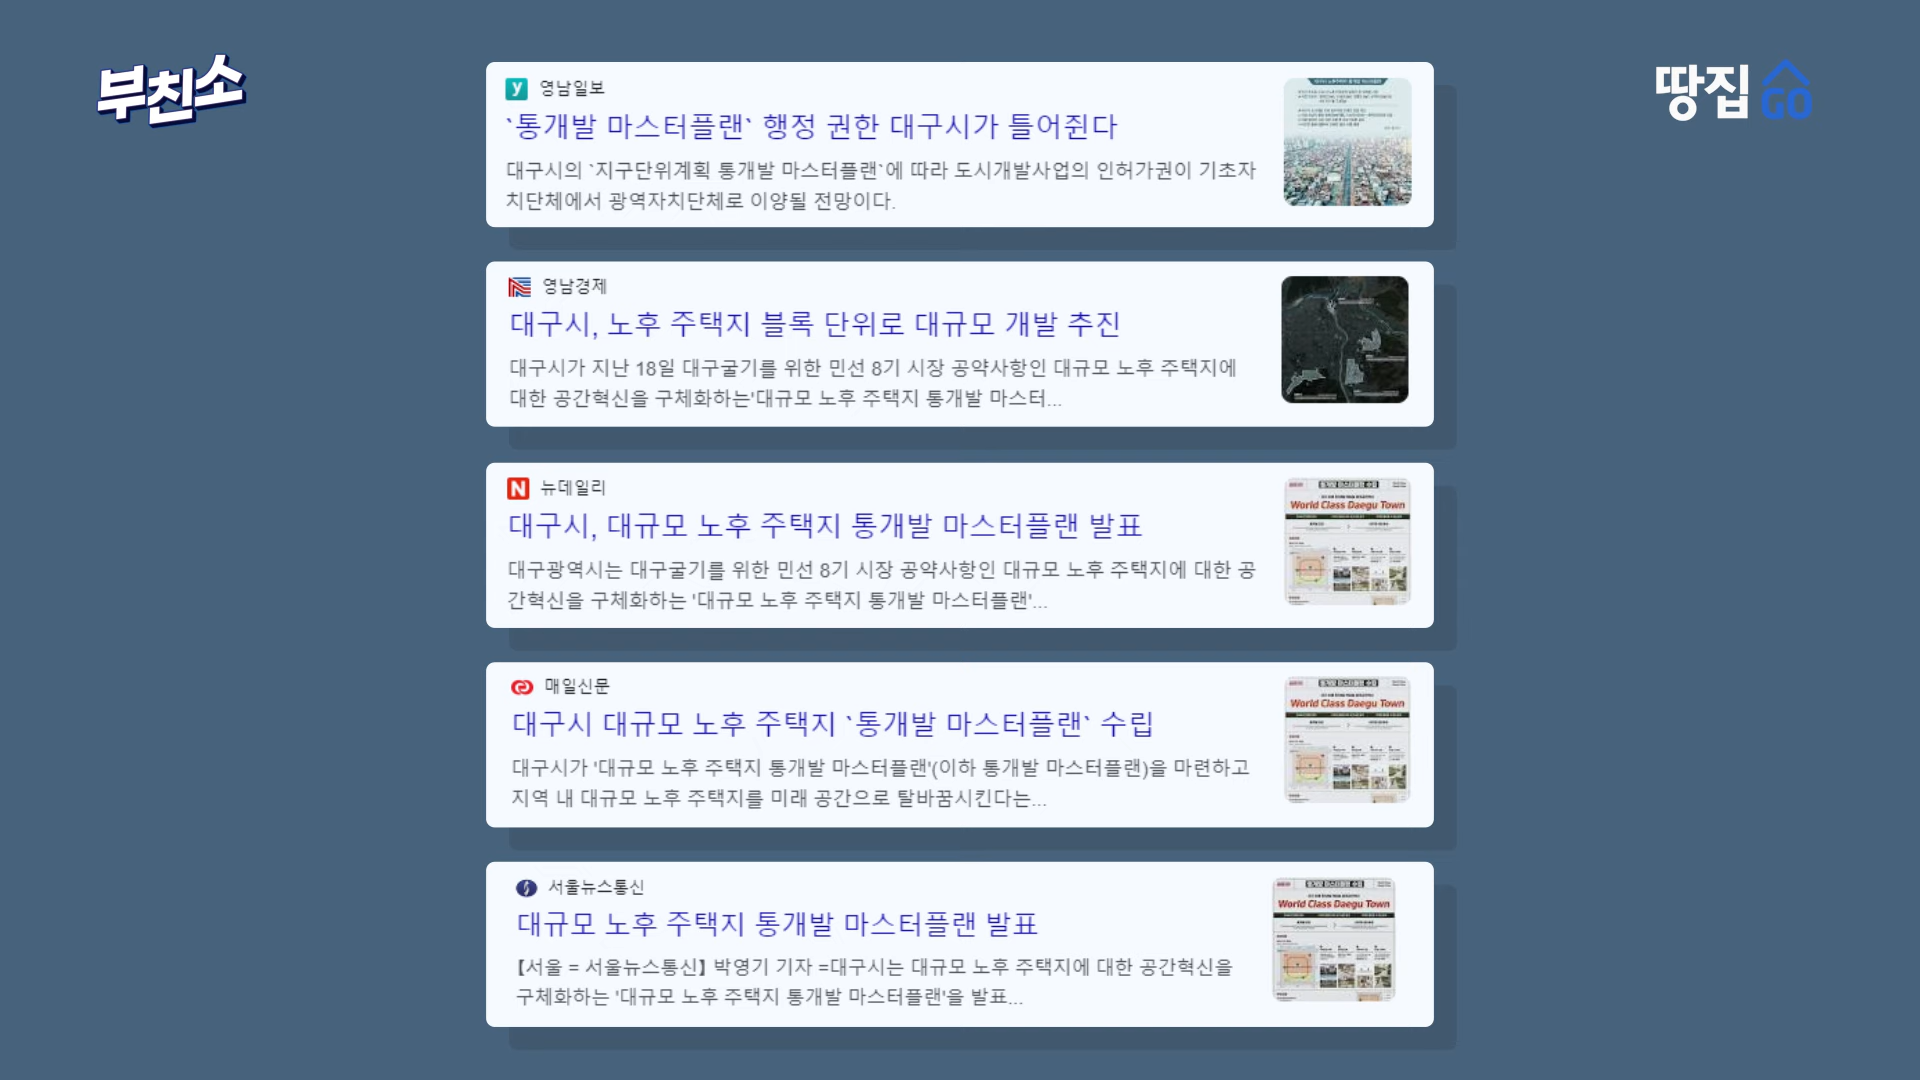 부친소
땅집GO
영남일보
`통개발 마스터플랜` 행정 권한 대구시가 틀어쥔다
대구시의 `지구단위계획 통개발 마스터플랜`에 따라 도시개발사업의 인허가권이 기초자
치단체에서 광역자치단체로 이양될 전망이다.
영남경제
대구시, 노후 주택지 블록 단위로 대규모 개발 추진
대구시가 지난 18일 대구굴기를 위한 민선 8기 시장 공약사항인 대규모 노후 주택지에
대한 공간혁신을 구체화하는'대규모 노후 주택지 통개발 마스터...
뉴데일리
대구시, 대규모 노후 주택지 통개발 마스터플랜 발표
대구광역시는 대구굴기를 위한 민선 8기 시장 공약사항인 대규모 노후 주택지에 대한 공
간혁신을 구체화하는 '대규모 노후 주택지 통개발 마스터플랜'...
World Class Daegu Town
매일신문
대구시 대규모 노후 주택지 `통개발 마스터플랜` 수립
대구시가 '대규모 노후 주택지 통개발 마스터플랜'(이하 통개발 마스터플랜)을 마련하고
지역 내 대규모 노후 주택지를 미래 공간으로 탈바꿈시킨다는...
World Class Daegu Town
서울뉴스통신
대규모 노후 주택지 통개발 마스터플랜 발표
【서울 = 서울뉴스통신】 박영기 기자 =대구시는 대규모 노후 주택지에 대한 공간혁신을
구체화하는 '대규모 노후 주택지 통개발 마스터플랜'을 발표...
World Class Daegu Town